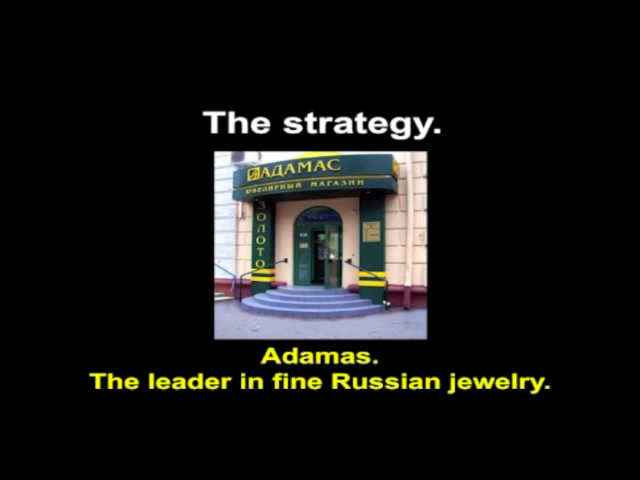 The strategy.
АДАМАС
ЮВЕЛИРНЫЙ МАГАЗИН
ЗОЛОТО
Adamas.
The leader in fine Russian jewelry.